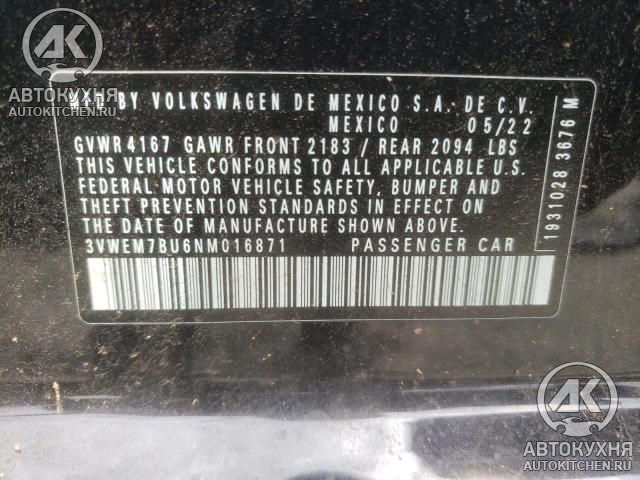 AK
АВТОКУХНЯ
AUTOKITCHEN.RU
BY VOLKSWAGEN DE MEXICO S.A. DE C.V.
MEXICO 05/22
GVWR 4167 GAWR FRONT 2183 / REAR 2094 LBS
THIS VEHICLE CONFORMS TO ALL APPLICABLE U.S.
FEDERAL MOTOR VEHICLE SAFETY, BUMPER AND
THEFT PREVENTION STANDARDS IN EFFECT ON
THE DATE OF MANUFACTURE SHOWN ABOVE.
3VWEM7BU6NM016871 PASSENGER CAR
1931028 3676 M
AK
АВТОКУХНЯ
AUTOKITCHEN.RU